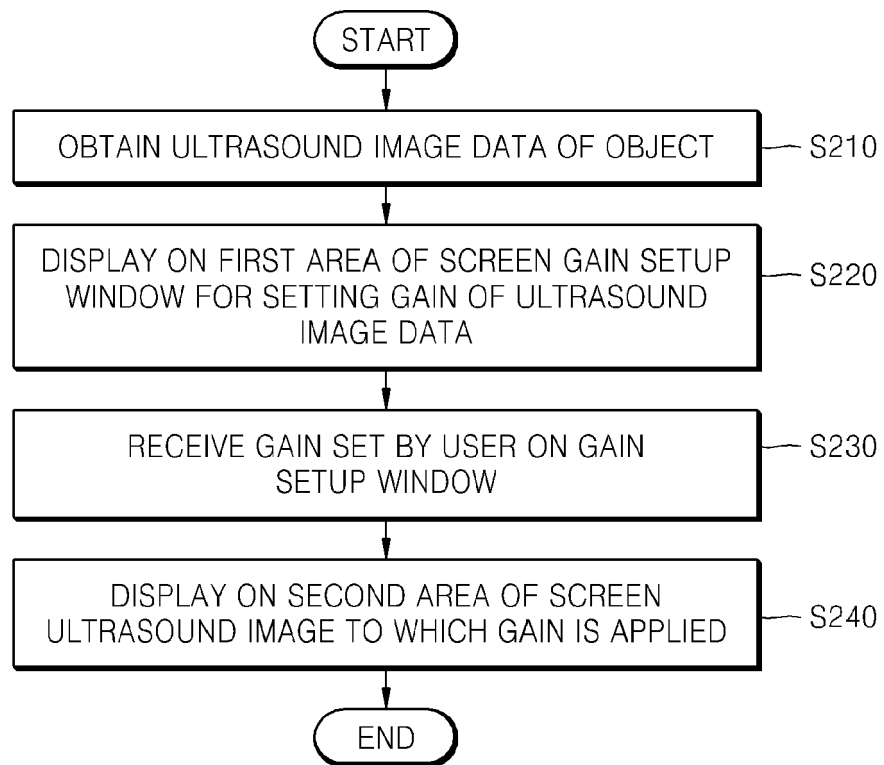 START
OBTAIN ULTRASOUND IMAGE DATA OF OBJECT
S210
DISPLAY ON FIRST AREA OF SCREEN GAIN SETUP
WINDOW FOR SETTING GAIN OF ULTRASOUND
IMAGE DATA
S220
RECEIVE GAIN SET BY USER ON GAIN
SETUP WINDOW
S230
DISPLAY ON SECOND AREA OF SCREEN
ULTRASOUND IMAGE TO WHICH GAIN IS APPLIED
S240
END